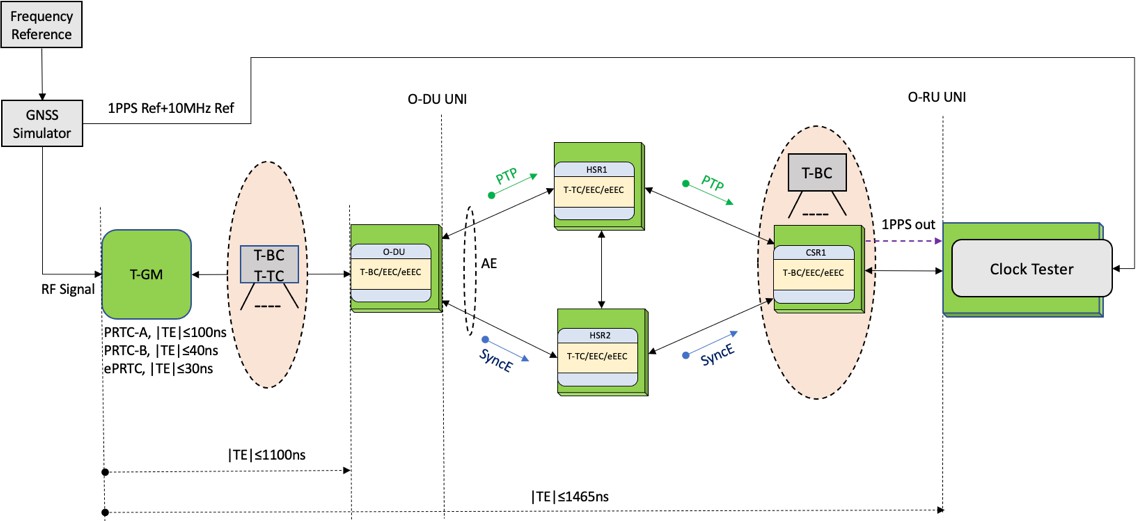 Frequency
Reference
GNSS
Simulator
1PPS Ref+10MHz Ref
O-DU UNI
O-RU UNI
RF Signal
T-GM
PRTC-A, |TE|≤100ns
PRTC-B, |TE|≤40ns
ePRTC, |TE|≤30ns
T-BC
T-TC
----
O-DU
T-BC/EEC/eEEC
PTP
AE
SyncE
HSR1
T-TC/EEC/eEEC
HSR2
T-TC/EEC/eEEC
PTP
SyncE
T-BC
----
CSR1
T-BC/EEC/eEEC
1PPS out
Clock Tester
|TE|≤1100ns
|TE|≤1465ns